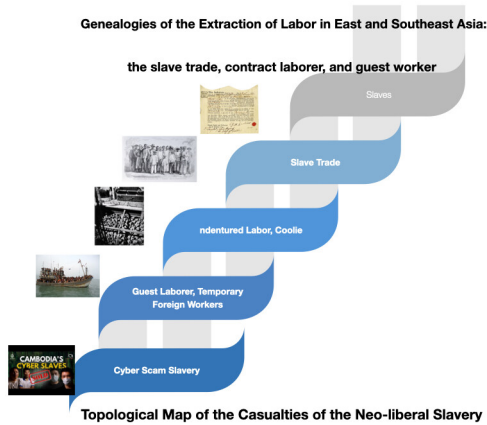 Genealogies of the Extraction of Labor in East and Southeast Asia:
the slave trade, contract laborer, and guest worker
Slaves
Slave Trade
ndentured Labor, Coolie
Guest Laborer, Temporary
Foreign Workers
CAMBODIA'S
CYBER SLAVES
Cyber Scam Slavery
Topological Map of the Casualties of the Neo-liberal Slavery